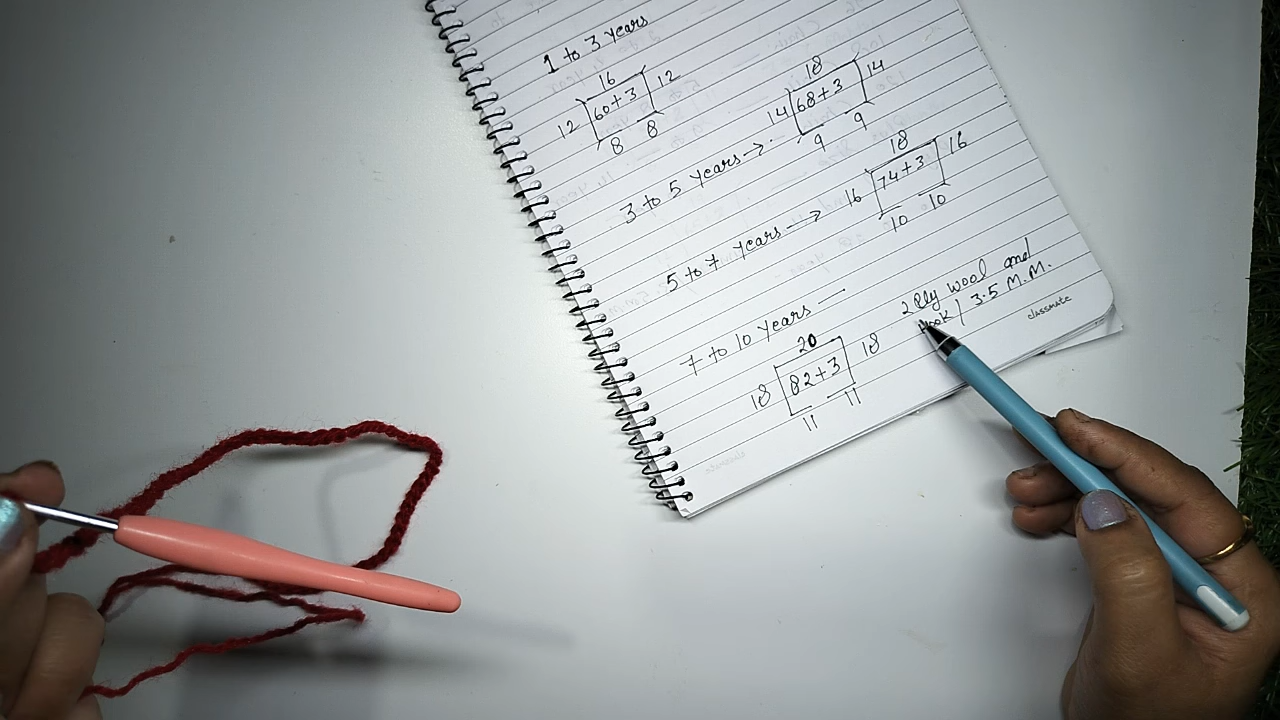 1 to 3 years
16
12 60+3 12
8 8
3 to 5 years →
18
14 68+3 14
9 9
5 to 7 years →
18
16 74+3 16
10 10
7 to 10 years —
20
18 82+3 18
11 11
2 Ply wool and
Hook / 3.5 M.M.
classmate